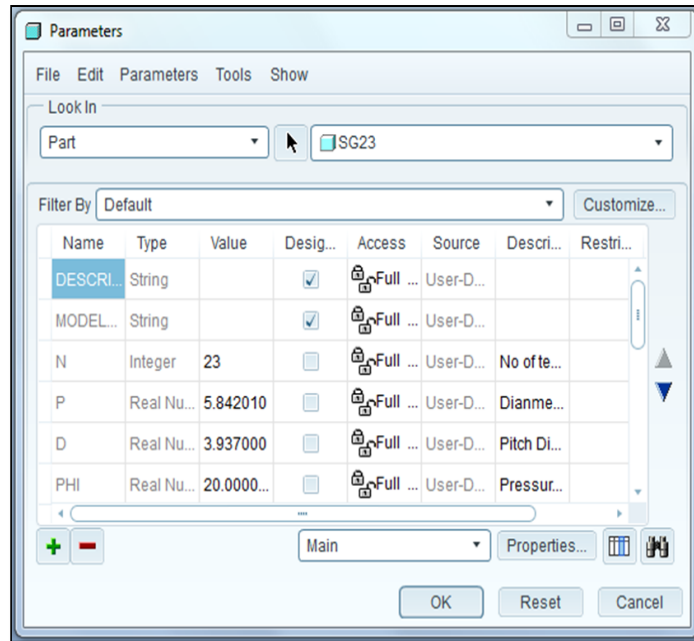 Parameters
File Edit Parameters Tools Show
Look In
Part SG23
Filter By Default Customize...
Name Type Value Desig... Access Source Descri... Restri...
DESCRI... String Full ... User-D...
MODEL... String Full ... User-D...
N Integer 23 Full ... User-D... No of te...
P Real Nu... 5.842010 Full ... User-D... Dianme...
D Real Nu... 3.937000 Full ... User-D... Pitch Di...
PHI Real Nu... 20.0000... Full ... User-D... Pressur...
Main Properties...
OK Reset Cancel